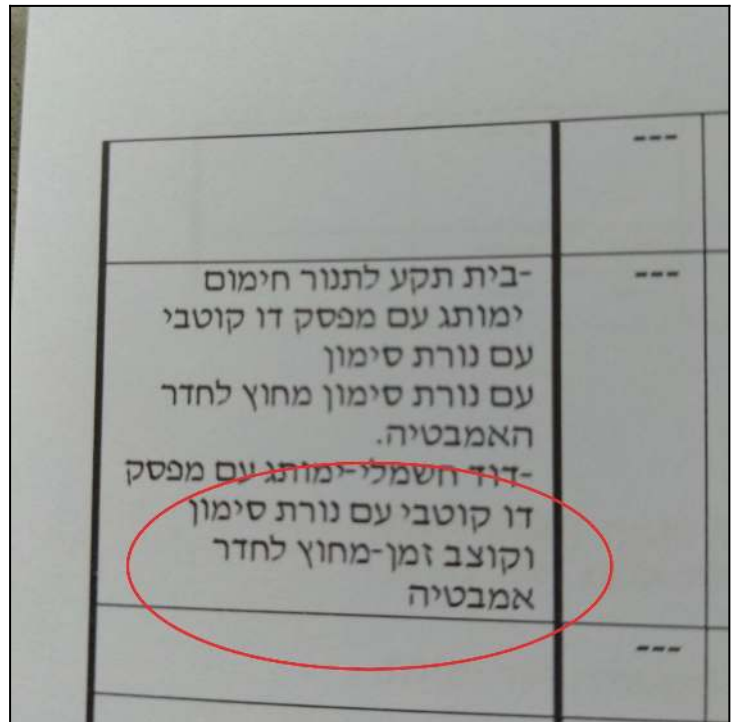 ---
-בית תקע לתנור חימום
---
ימותג עם מפסק דו קוטבי
עם נורת סימון
עם נורת סימון מחוץ לחדר
האמבטיה.
-דוד חשמלי-ימותג עם מפסק
דו קוטבי עם נורת סימון
וקוצב זמן-מחוץ לחדר
אמבטיה
---